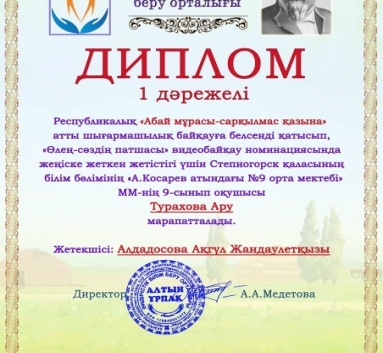 беру орталығы
ДИПЛОМ
1 дәрежелі
Республикалық «Абай мұрасы-сарқылмас қазына»
атты шығармашылық байқауға белсенді қатысып,
«Өлең-сөздің патшасы» видеобайқау номинациясында
жеңіске жеткен жетістігі үшін Степногорск қаласының
білім бөлімінің «А.Косарев атындағы №9 орта мектебі»
ММ-нің 9-сынып оқушысы
Турахова Ару
марапатталады.
Жетекшісі: Алдадосова Ақгүл Жандаулетқызы
Директор А.А.Медетова
АЛТЫН
ҰРПАҚ